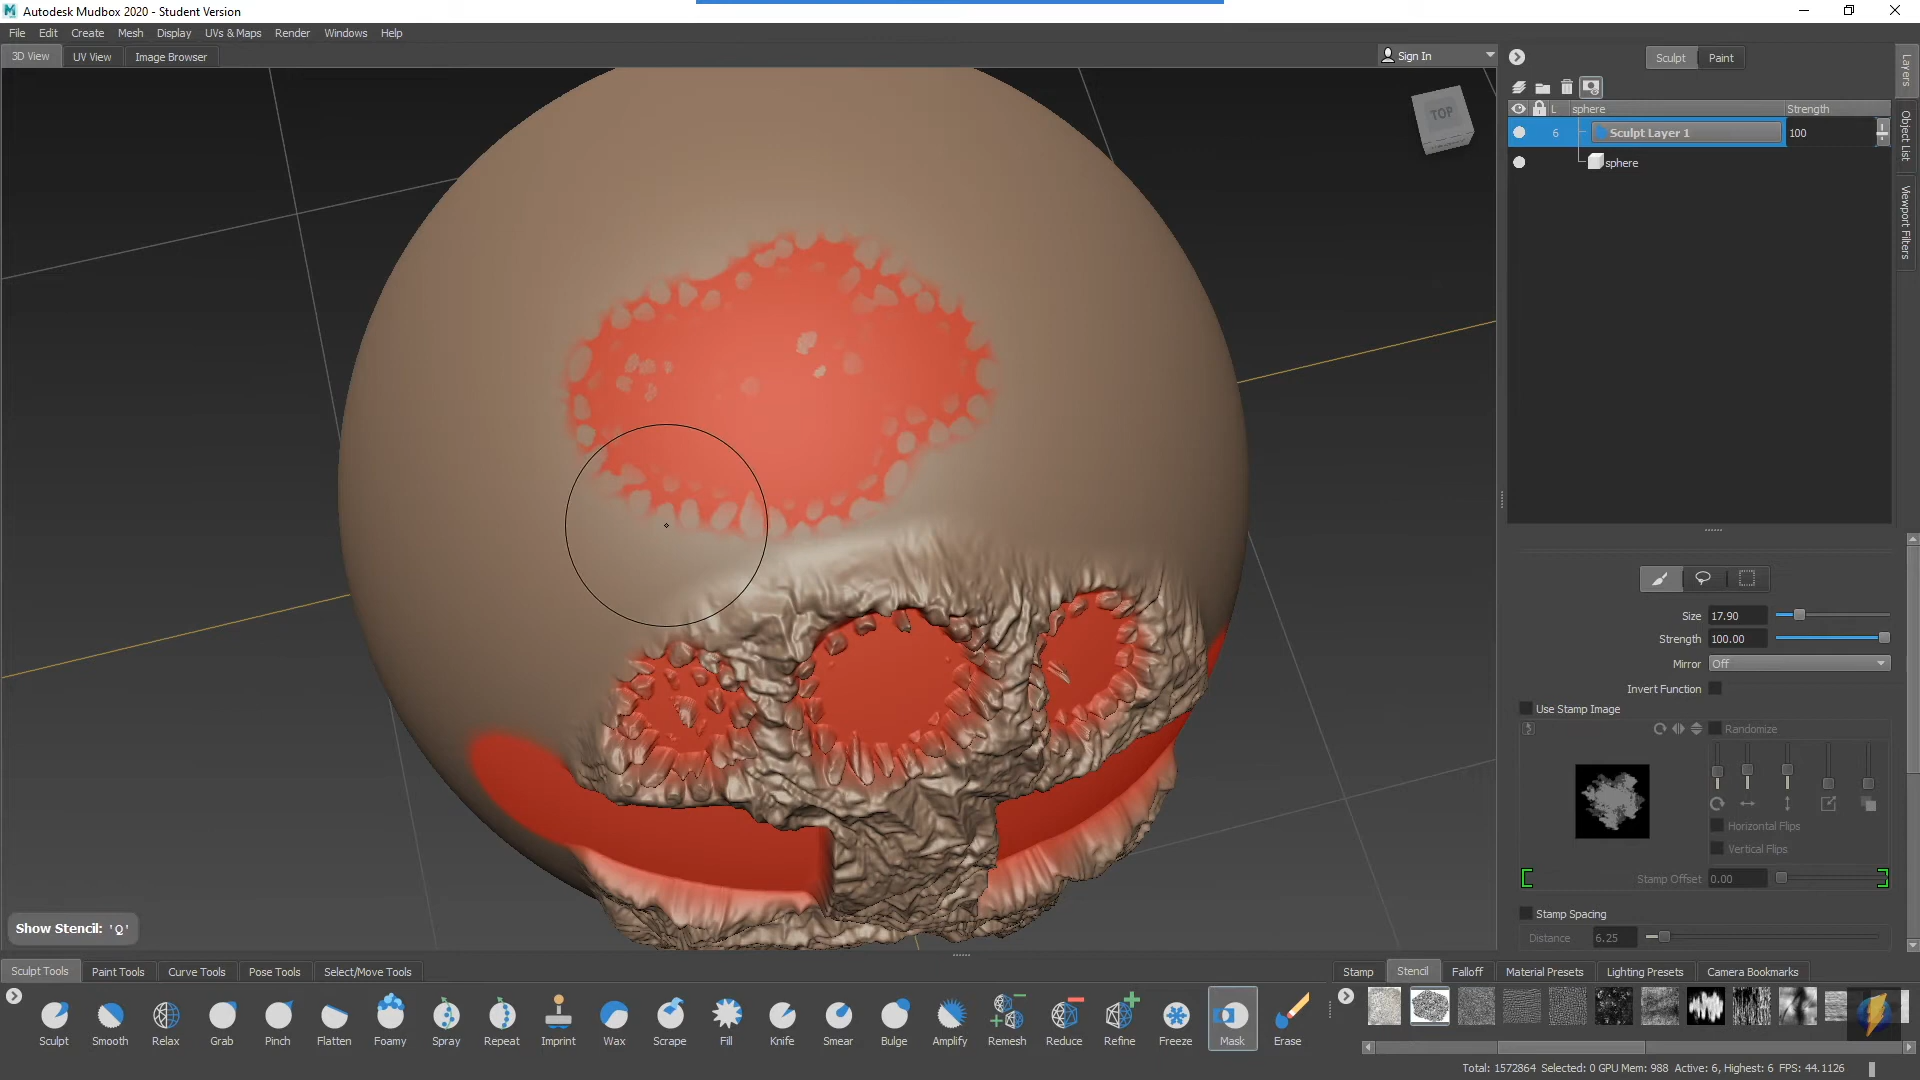 Autodesk Mudbox 2020 - Student Version
File Edit Create Mesh Display UVs & Maps Render Windows Help
3D View UV View Image Browser Sign In
Sculpt Paint
TOP
L sphere Strength
6 Sculpt Layer 1 100
sphere
Layers
Object List
Viewport Filters
Size 17.90
Strength 100.00
Mirror Off
Invert Function
Use Stamp Image
Randomize
Horizontal Flips
Vertical Flips
Stamp Offset 0.00
Stamp Spacing
Distance 6.25
Show Stencil: 'Q'
Sculpt Tools Paint Tools Curve Tools Pose Tools Select/Move Tools
Stamp Stencil Falloff Material Presets Lighting Presets Camera Bookmarks
Sculpt Smooth Relax Grab Pinch Flatten Foamy Spray Repeat Imprint Wax Scrape Fill Knife Smear Bulge Amplify Remesh Reduce Refine Freeze Mask Erase
Total: 1572864 Selected: 0 GPU Mem: 988 Active: 6, Highest: 6 FPS: 44.1126